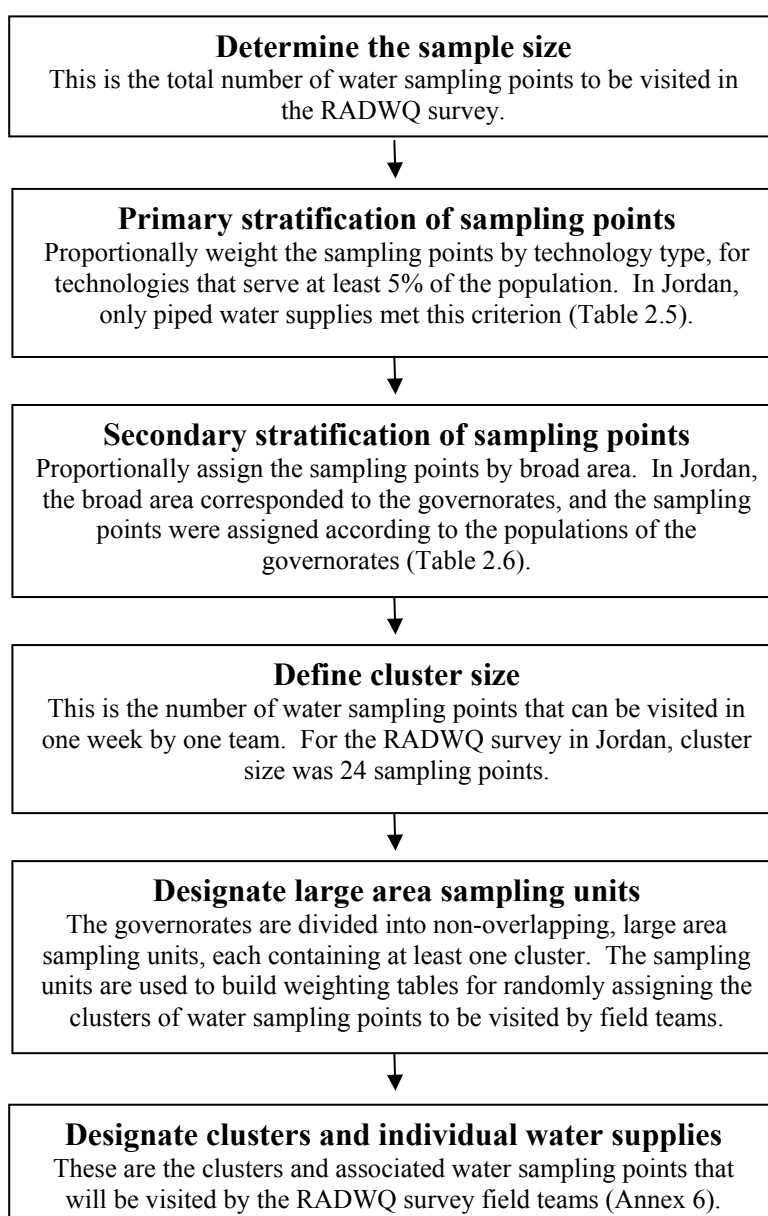 Determine the sample size
This is the total number of water sampling points to be visited in
the RADWQ survey.
Primary stratification of sampling points
Proportionally weight the sampling points by technology type, for
technologies that serve at least 5% of the population.  In Jordan,
only piped water supplies met this criterion (Table 2.5).
Secondary stratification of sampling points
Proportionally assign the sampling points by broad area.  In Jordan,
the broad area corresponded to the governorates, and the sampling
points were assigned according to the populations of the
governorates (Table 2.6).
Define cluster size
This is the number of water sampling points that can be visited in
one week by one team.  For the RADWQ survey in Jordan, cluster
size was 24 sampling points.
Designate large area sampling units
The governorates are divided into non-overlapping, large area
sampling units, each containing at least one cluster.  The sampling
units are used to build weighting tables for randomly assigning the
clusters of water sampling points to be visited by field teams.
Designate clusters and individual water supplies
These are the clusters and associated water sampling points that
will be visited by the RADWQ survey field teams (Annex 6).